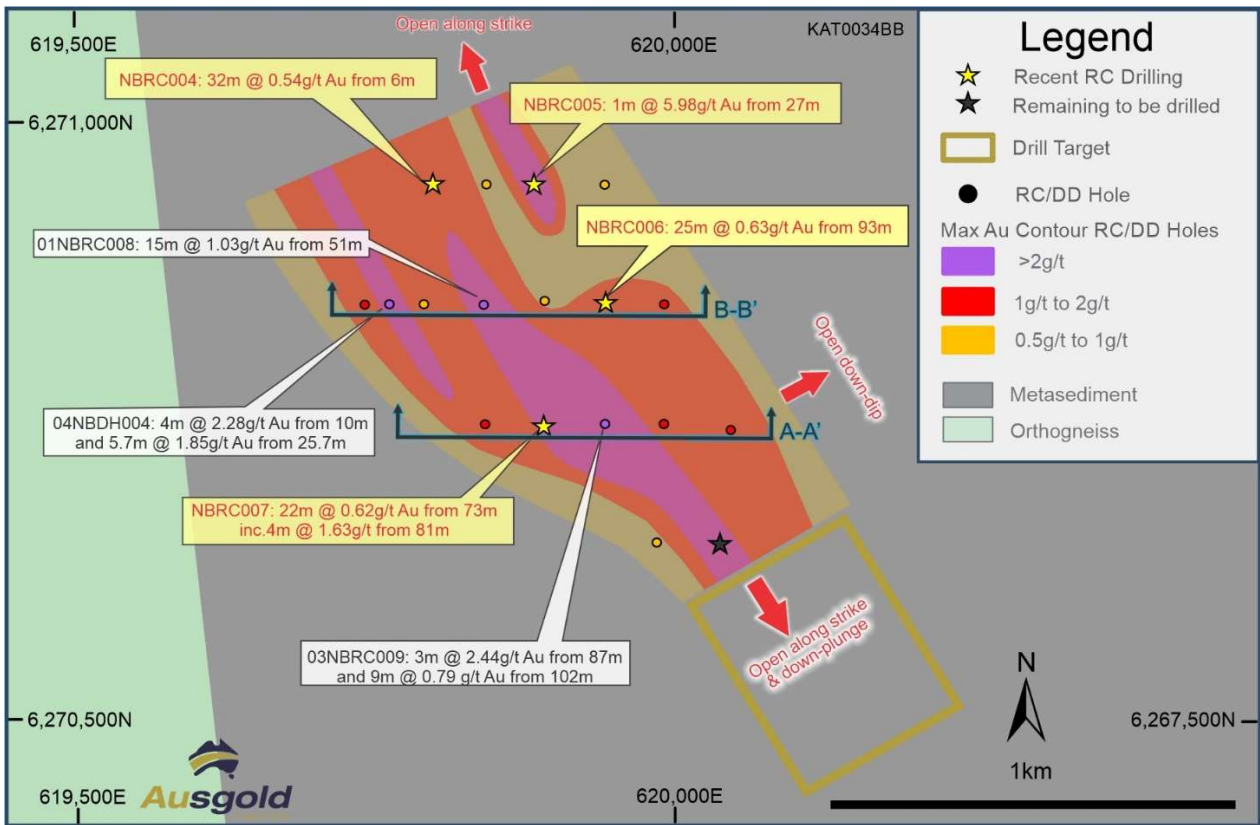 619,500E
620,000E
KAT0034BB
Open along strike
NBRC004: 32m @ 0.54g/t Au from 6m
NBRC005: 1m @ 5.98g/t Au from 27m
6,271,000N
NBRC006: 25m @ 0.63g/t Au from 93m
01NBRC008: 15m @ 1.03g/t Au from 51m
B-B'
Open down-dip
04NBDH004: 4m @ 2.28g/t Au from 10m
and 5.7m @ 1.85g/t Au from 25.7m
A-A'
NBRC007: 22m @ 0.62g/t Au from 73m
inc.4m @ 1.63g/t from 81m
03NBRC009: 3m @ 2.44g/t Au from 87m
and 9m @ 0.79 g/t Au from 102m
Open along strike
& down-plunge
Legend
Recent RC Drilling
Remaining to be drilled
Drill Target
RC/DD Hole
Max Au Contour RC/DD Holes
>2g/t
1g/t to 2g/t
0.5g/t to 1g/t
Metasediment
Orthogneiss
N
6,270,500N
6,267,500N
1km
Ausgold
619,500E
620,000E